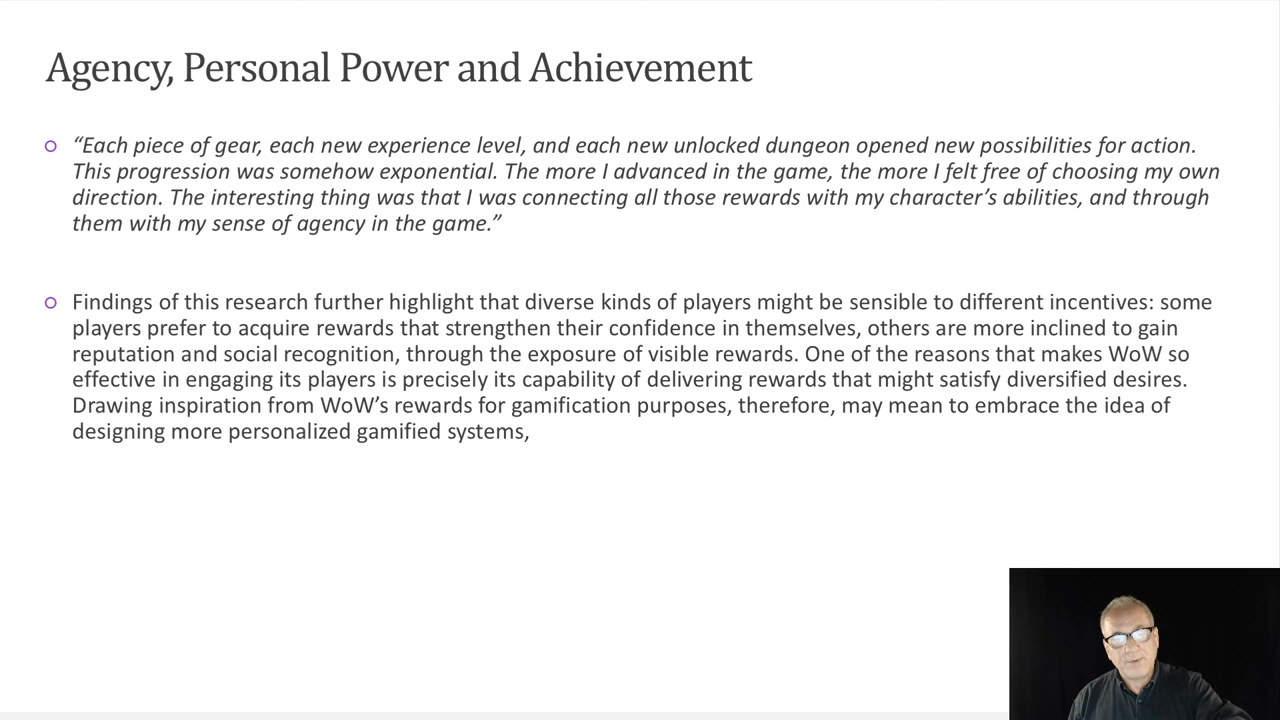 Agency, Personal Power and Achievement
“Each piece of gear, each new experience level, and each new unlocked dungeon opened new possibilities for action.
This progression was somehow exponential. The more I advanced in the game, the more I felt free of choosing my own
direction. The interesting thing was that I was connecting all those rewards with my character’s abilities, and through
them with my sense of agency in the game.”
Findings of this research further highlight that diverse kinds of players might be sensible to different incentives: some
players prefer to acquire rewards that strengthen their confidence in themselves, others are more inclined to gain
reputation and social recognition, through the exposure of visible rewards. One of the reasons that makes WoW so
effective in engaging its players is precisely its capability of delivering rewards that might satisfy diversified desires.
Drawing inspiration from WoW’s rewards for gamification purposes, therefore, may mean to embrace the idea of
designing more personalized gamified systems,